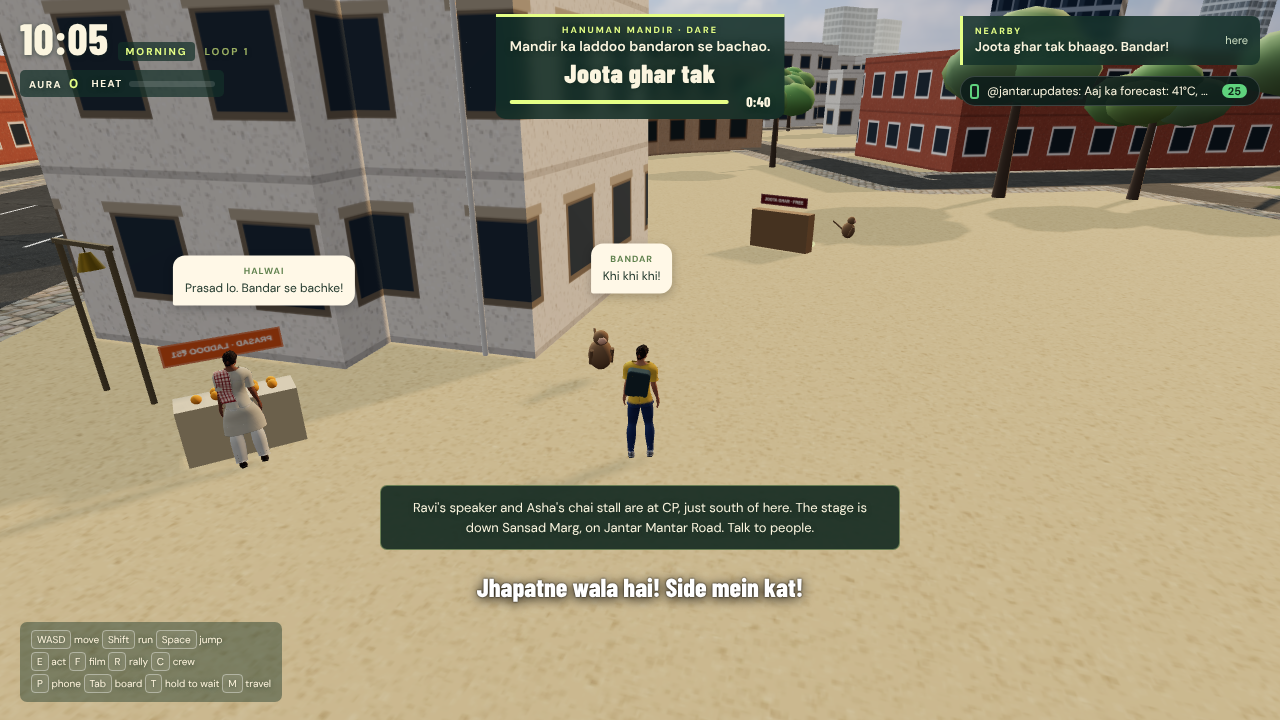 10:05 MORNING LOOP 1
AURA 0 HEAT
HANUMAN MANDIR · DARE
Mandir ka laddoo bandaron se bachao.
Joota ghar tak
0:40
NEARBY
Joota ghar tak bhaago. Bandar!
here
@jantar.updates: Aaj ka forecast: 41°C, … 25
JOOTA GHAR · FREE
HALWAI
Prasad lo. Bandar se bachke!
BANDAR
Khi khi khi!
PRASAD · LADDOO ₹51
Ravi's speaker and Asha's chai stall are at CP, just south of here. The stage is
down Sansad Marg, on Jantar Mantar Road. Talk to people.
Jhapatne wala hai! Side mein kat!
WASD move Shift run Space jump
E act F film R rally C crew
P phone Tab board T hold to wait M travel